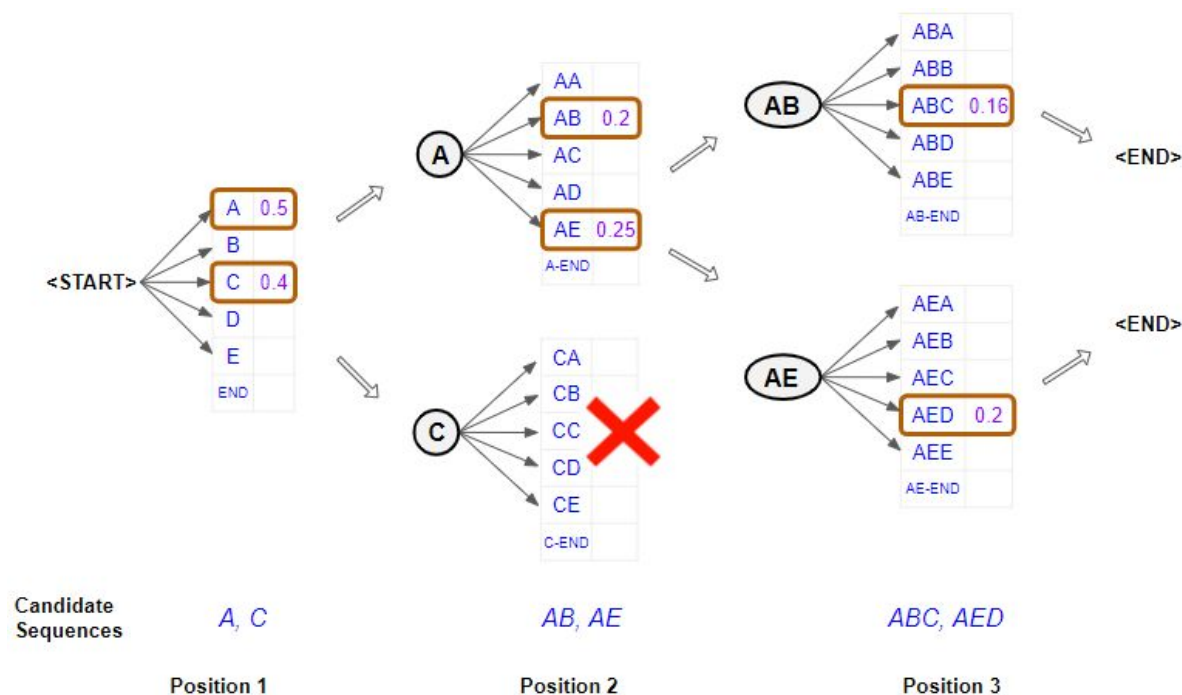 <START>
A 0.5
B
C 0.4
D
E
END
A
AA
AB 0.2
AC
AD
AE 0.25
A-END
C
CA
CB
CC
CD
CE
C-END
AB
ABA
ABB
ABC 0.16
ABD
ABE
AB-END
<END>
AE
AEA
AEB
AEC
AED 0.2
AEE
AE-END
<END>
Candidate
Sequences
A, C
AB, AE
ABC, AED
Position 1
Position 2
Position 3